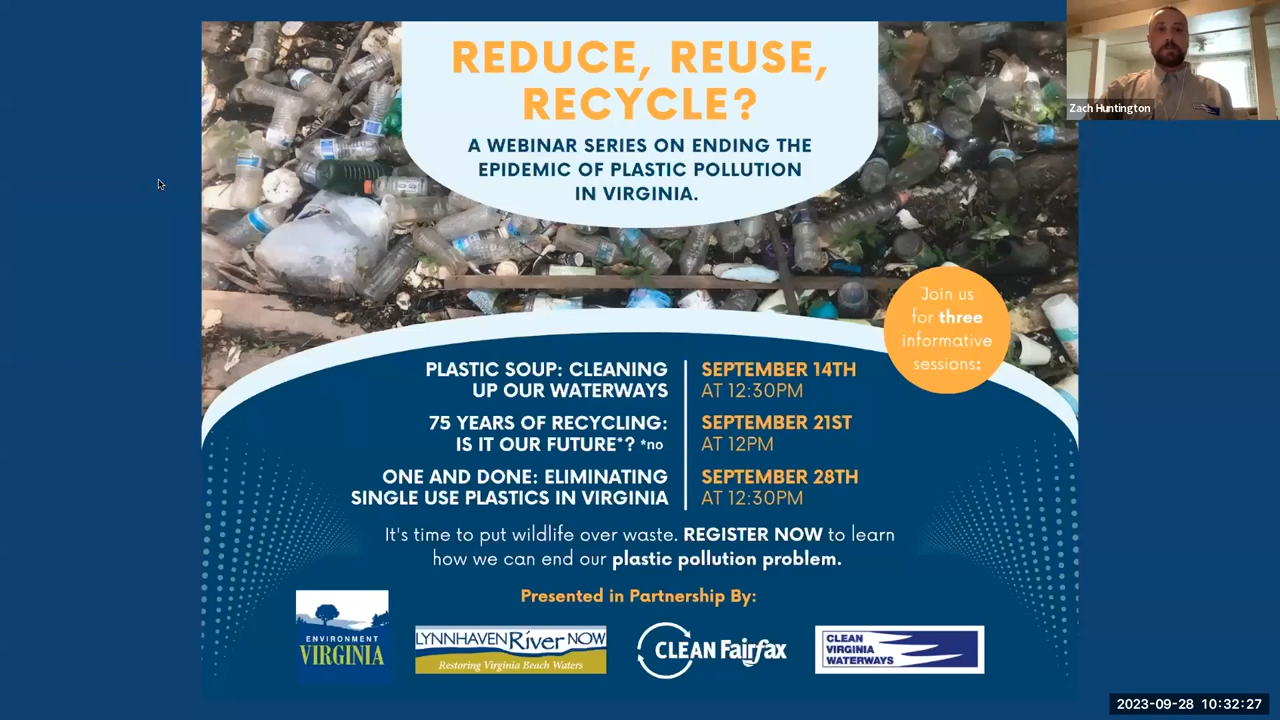 REDUCE, REUSE,
RECYCLE?
A WEBINAR SERIES ON ENDING THE
EPIDEMIC OF PLASTIC POLLUTION
IN VIRGINIA.
Zach Huntington
Join us
for three
informative
sessions:
PLASTIC SOUP: CLEANING
UP OUR WATERWAYS
SEPTEMBER 14TH
AT 12:30PM
75 YEARS OF RECYCLING:
IS IT OUR FUTURE*? *no
SEPTEMBER 21ST
AT 12PM
ONE AND DONE: ELIMINATING
SINGLE USE PLASTICS IN VIRGINIA
SEPTEMBER 28TH
AT 12:30PM
It's time to put wildlife over waste. REGISTER NOW to learn
how we can end our plastic pollution problem.
Presented in Partnership By:
ENVIRONMENT
VIRGINIA
LYNNHAVEN River NOW
Restoring Virginia Beach Waters
CLEAN Fairfax
CLEAN
VIRGINIA
WATERWAYS
2023-09-28 10:32:27